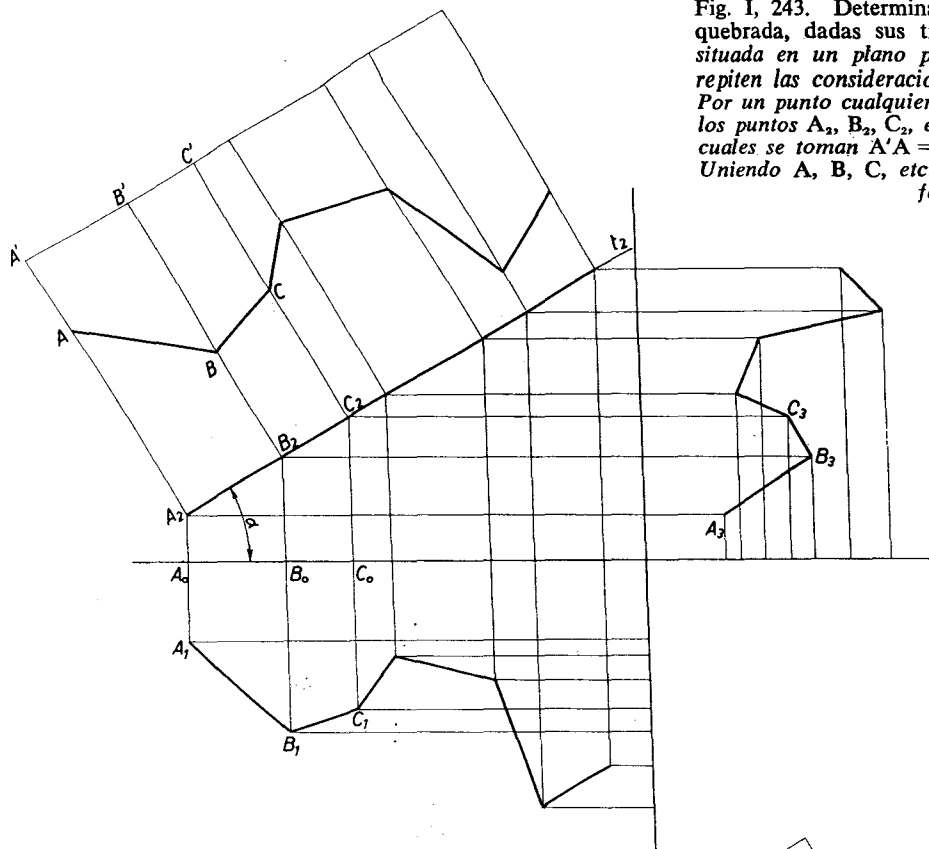 Fig. I, 243. Determina
quebrada, dadas sus t
situada en un plano p
repiten las consideracio
Por un punto cualquier
los puntos A₂, B₂, C₂, e
cuales se toman A'A =
Uniendo A, B, C, etc
f
A'
B'
C'
A
B
C
t₂
A₂
B₂
C₂
α
A₀
B₀
C₀
A₁
B₁
C₁
A₃
B₃
C₃